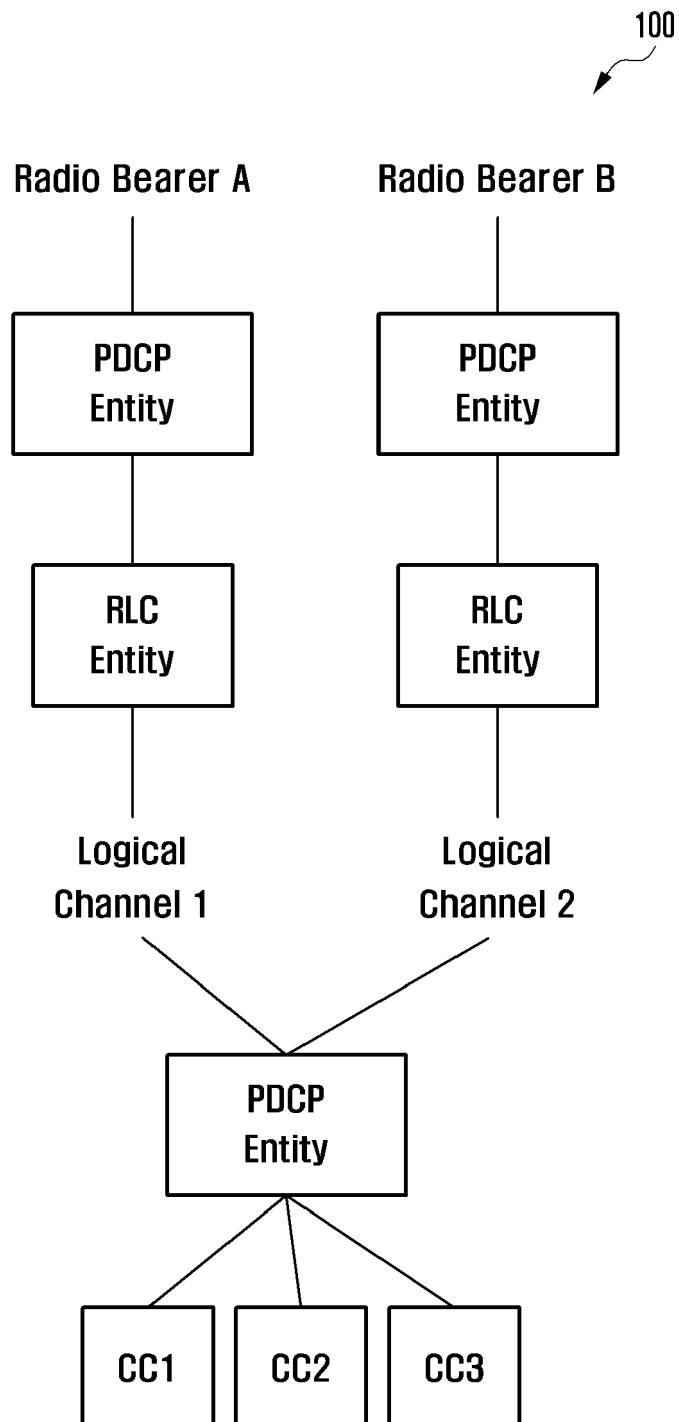 100
Radio Bearer A
Radio Bearer B
PDCP
Entity
PDCP
Entity
RLC
Entity
RLC
Entity
Logical
Channel 1
Logical
Channel 2
PDCP
Entity
CC1
CC2
CC3